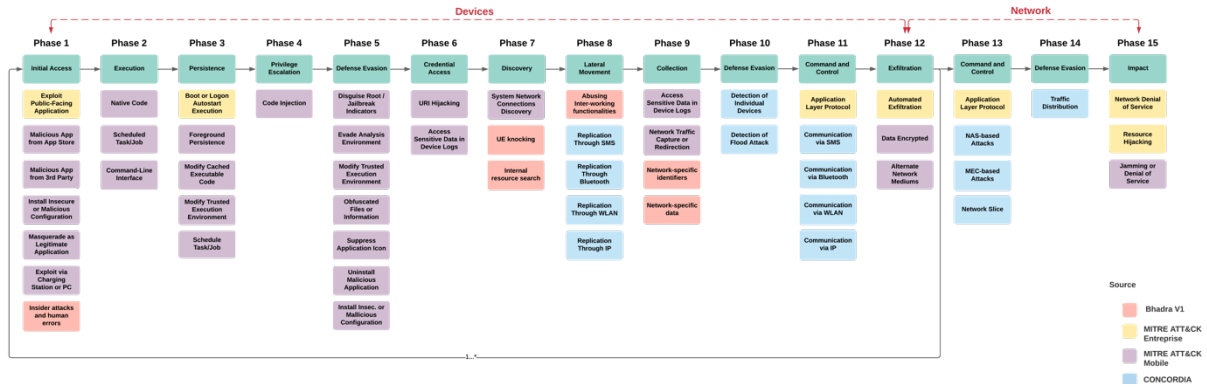 Devices
Network
Phase 1
Phase 2
Phase 3
Phase 4
Phase 5
Phase 6
Phase 7
Phase 8
Phase 9
Phase 10
Phase 11
Phase 12
Phase 13
Phase 14
Phase 15
Initial Access
Execution
Persistence
Privilege
Escalation
Defense Evasion
Credential
Access
Discovery
Lateral
Movement
Collection
Defense Evasion
Command and
Control
Exfiltration
Command and
Control
Defense Evasion
Impact
Exploit
Public-Facing
Application
Malicious App
from App Store
Malicious App
from 3rd Party
Install Insecure
or Malicious
Configuration
Masquerade as
Legitimate
Application
Exploit via
Charging
Station or PC
Insider attacks
and human
errors
Native Code
Scheduled
Task/Job
Command-Line
Interface
Boot or Logon
Autostart
Execution
Foreground
Persistence
Modify Cached
Executable
Code
Modify Trusted
Execution
Environment
Schedule
Task/Job
Code Injection
Disguise Root /
Jailbreak
Indicators
Evade Analysis
Environment
Modify Trusted
Execution
Environment
Obfuscated
Files or
Information
Suppress
Application Icon
Uninstall
Malicious
Application
Install Insec. or
Mallicious
Configuration
URI Hijacking
Access
Sensitive Data in
Device Logs
System Network
Connections
Discovery
UE knocking
Internal
resource search
Abusing
Inter-working
functionalities
Replication
Through SMS
Replication
Through
Bluetooth
Replication
Through WLAN
Replication
Through IP
Access
Sensitive Data in
Device Logs
Network Traffic
Capture or
Redirection
Network-specific
identifiers
Network-specific
data
Detection of
Individual
Devices
Detection of
Flood Attack
Application
Layer Protocol
Communication
via SMS
Communication
via Bluetooth
Communication
via WLAN
Communication
via IP
Automated
Exfiltration
Data Encrypted
Alternate
Network
Mediums
Application
Layer Protocol
NAS-based
Attacks
MEC-based
Attacks
Network Slice
Traffic
Distribution
Network Denial
of Service
Resource
Hijacking
Jamming or
Denial of
Service
1...*
Source
Bhadra V1
MITRE ATT&CK
Entreprise
MITRE ATT&CK
Mobile
CONCORDIA